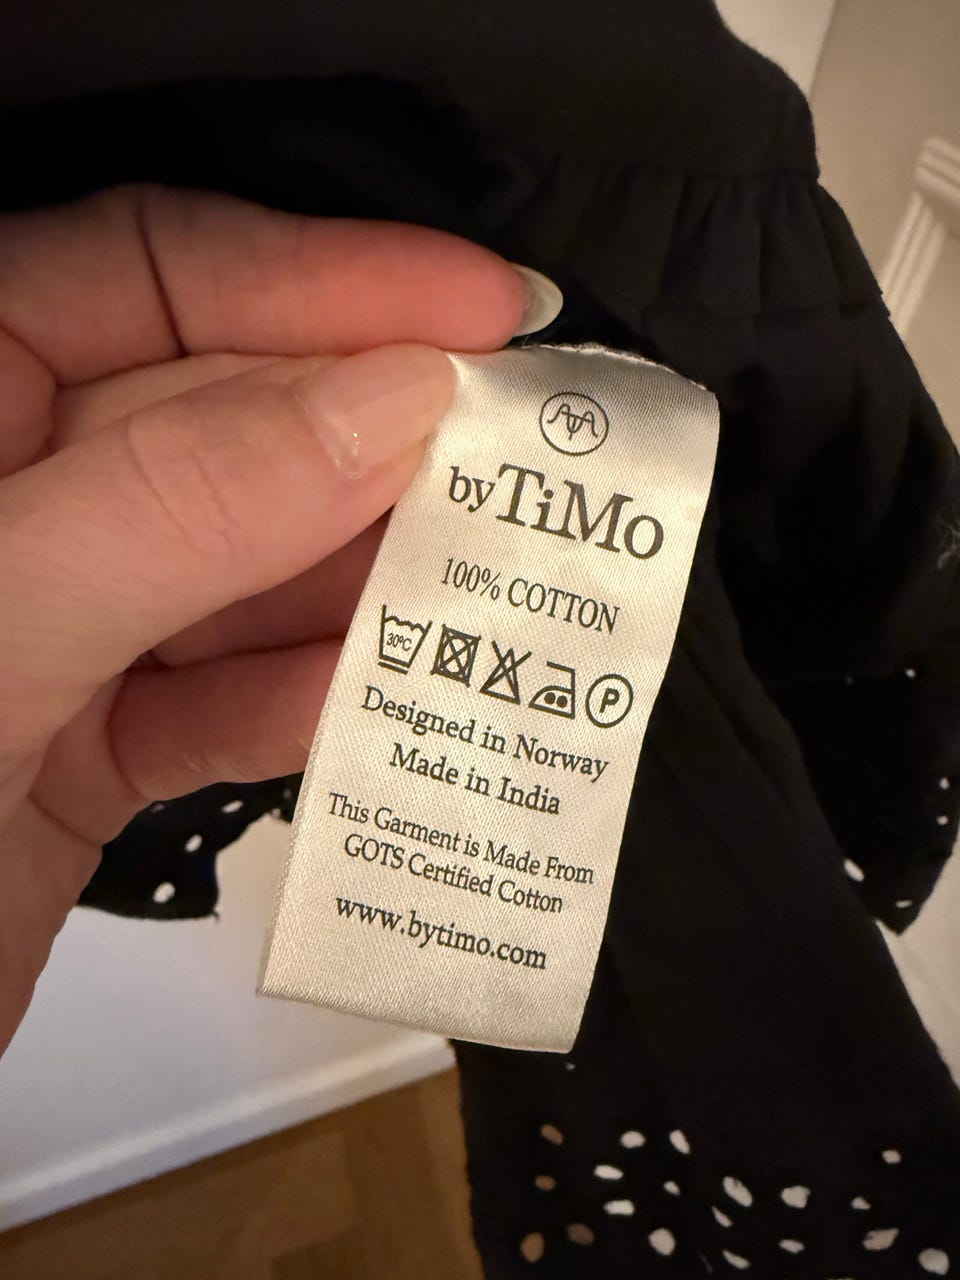 byTiMo
100% COTTON
30°C
P
Designed in Norway
Made in India
This Garment is Made From
GOTS Certified Cotton
www.bytimo.com